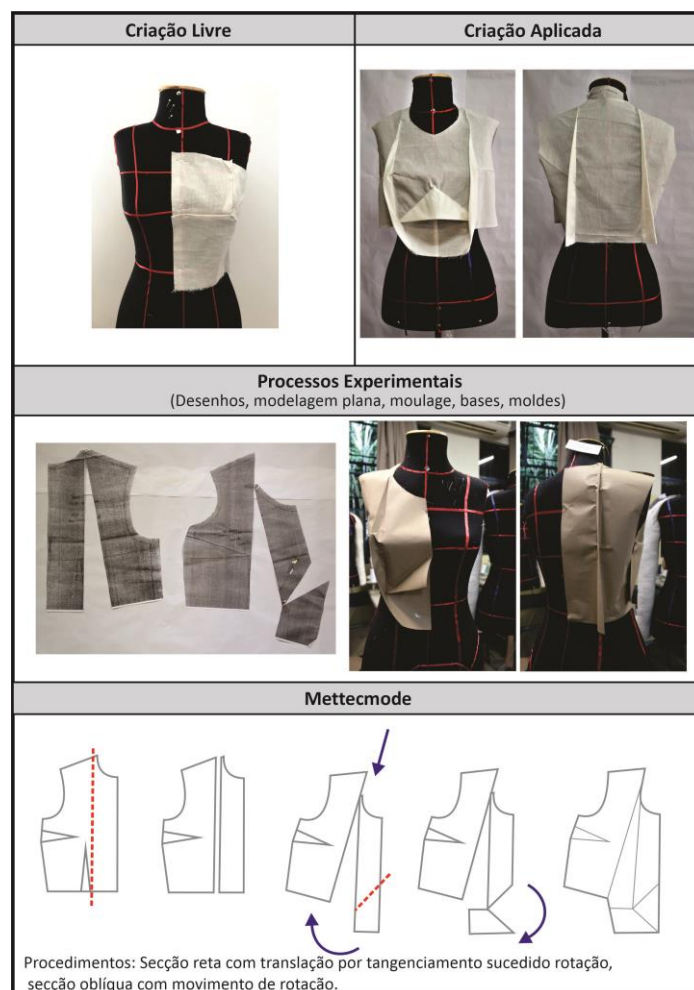 Criação Livre
Criação Aplicada
Processos Experimentais
(Desenhos, modelagem plana, moulage, bases, moldes)
Mettecmode
Procedimentos: Secção reta com translação por tangenciamento sucedido rotação,
secção oblíqua com movimento de rotação.